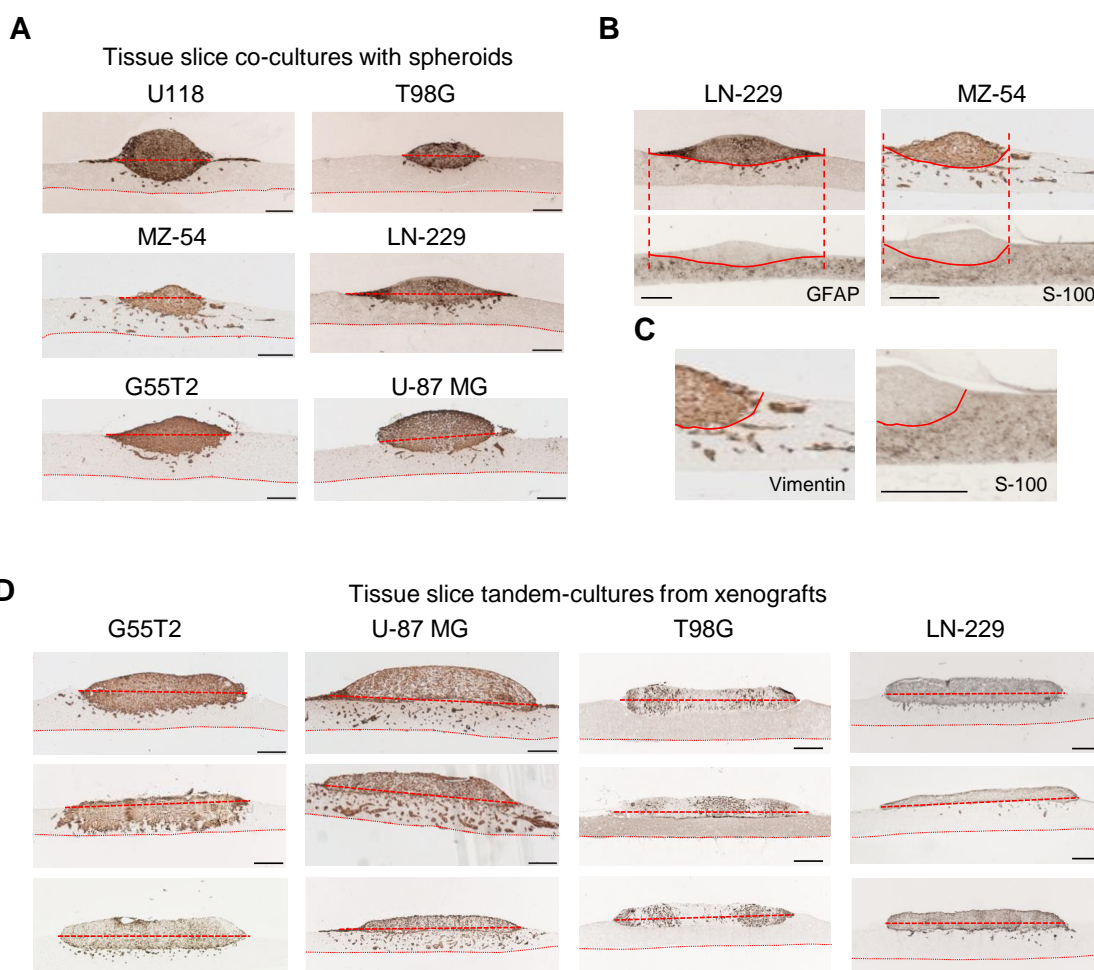 A
Tissue slice co-cultures with spheroids
U118 T98G
MZ-54 LN-229
G55T2 U-87 MG
B
LN-229 MZ-54
GFAP S-100
C
Vimentin S-100
D
Tissue slice tandem-cultures from xenografts
G55T2 U-87 MG T98G LN-229